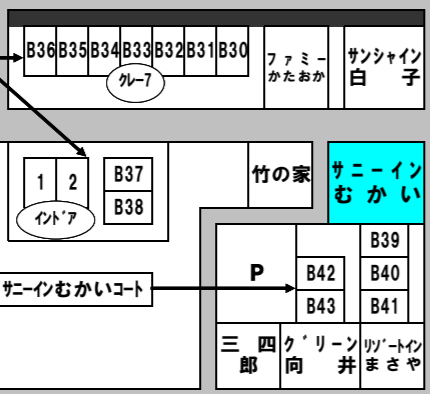 B36 B35 B34 B33 B32 B31 B30
クレー7
ファミー
かたおか
サンシャイン
白 子
1 2
インドア
B37
B38
竹の家
サニーイン
むかい
サニーインむかいコート
P
B39
B42 B40
B43 B41
三 四
郎
グリーン
向 井
リゾートイン
まさや